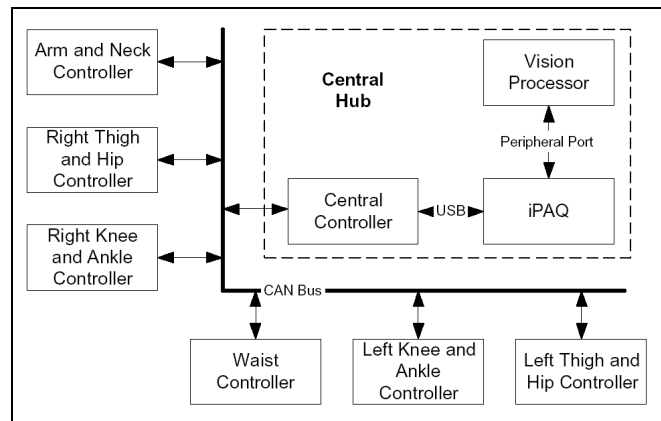 Arm and Neck
Controller
Right Thigh
and Hip
Controller
Right Knee
and Ankle
Controller
Central
Hub
Vision
Processor
Peripheral Port
Central
Controller
USB
iPAQ
CAN Bus
Waist
Controller
Left Knee and
Ankle
Controller
Left Thigh and
Hip Controller